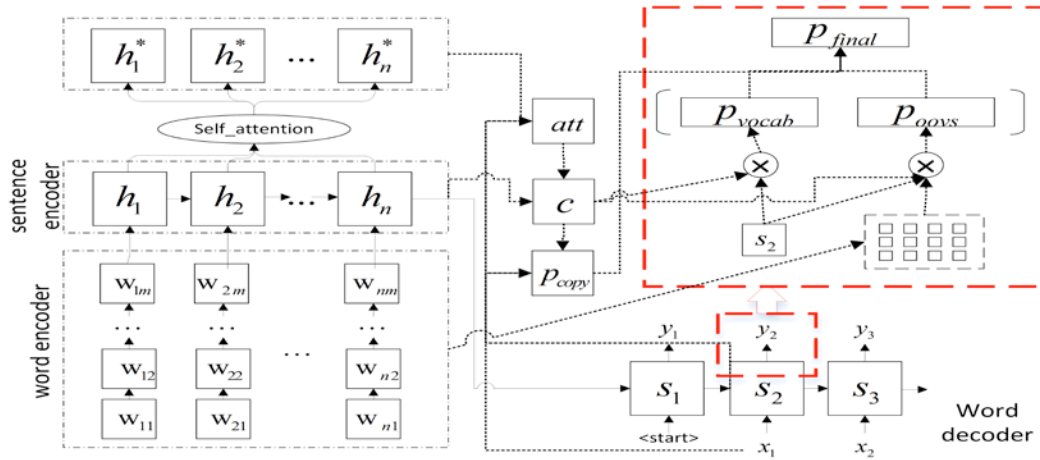 h*1 h*2 ... h*n
Self_attention
sentence encoder
h1 h2 ... hn
word encoder
w1m w2m wnm
... ... ...
w12 w22 ... wn2
w11 w21 wn1
att
c
pcopy
pfinal
pvocab poovs
s2
y1 y2 y3
s1 s2 s3
<start> x1 x2
Word decoder